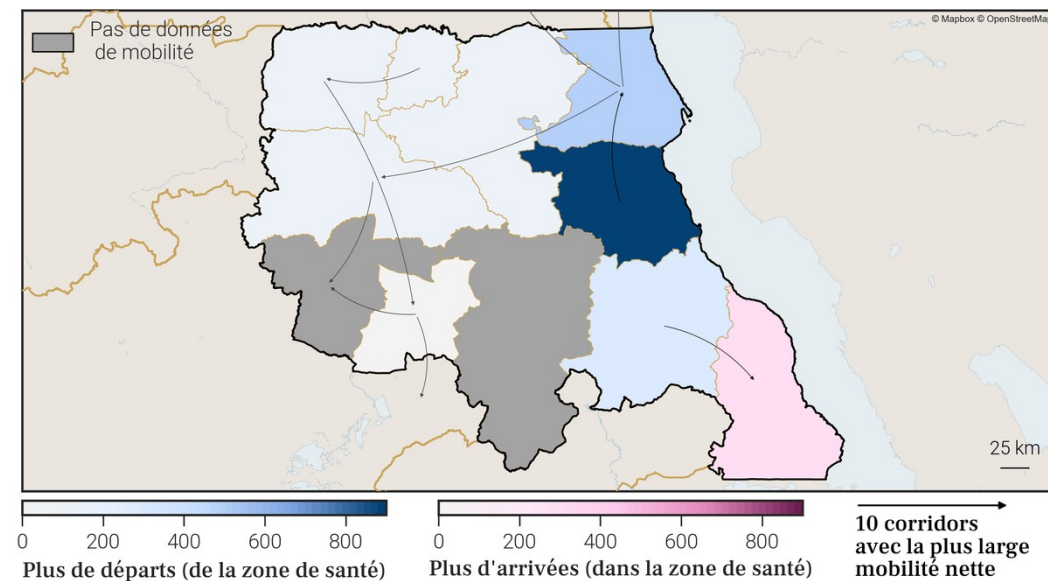 © Mapbox © OpenStreetMap
Pas de données
de mobilité
25 km
0 200 400 600 800
Plus de départs (de la zone de santé)
0 200 400 600 800
Plus d'arrivées (dans la zone de santé)
10 corridors
avec la plus large
mobilité nette